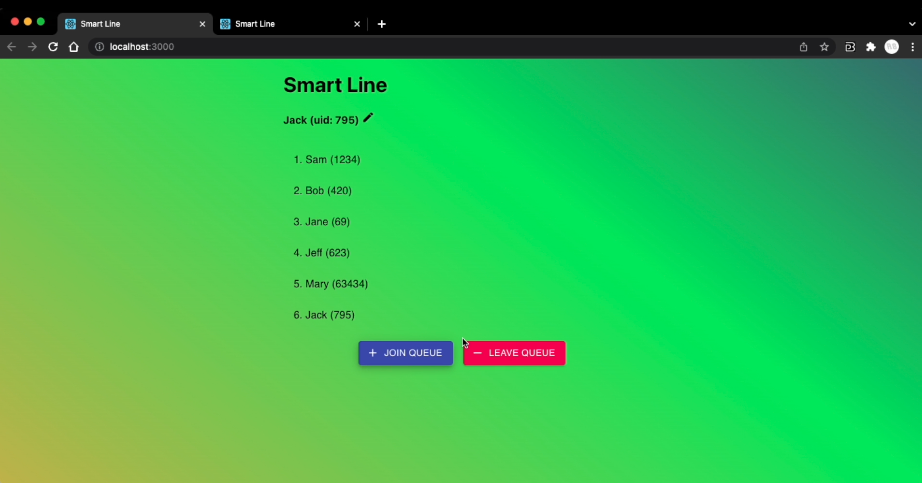 Smart Line
Smart Line
localhost:3000
Smart Line
Jack (uid: 795)
1. Sam (1234)
2. Bob (420)
3. Jane (69)
4. Jeff (623)
5. Mary (63434)
6. Jack (795)
+ JOIN QUEUE
− LEAVE QUEUE